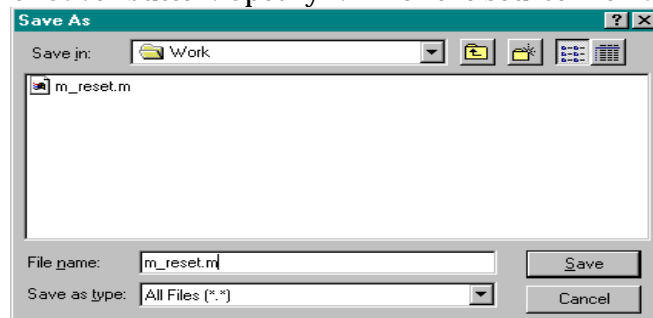 Save As
Save in: Work
m_reset.m
File name: m_reset.m
Save
Save as type: All Files (*.*)
Cancel